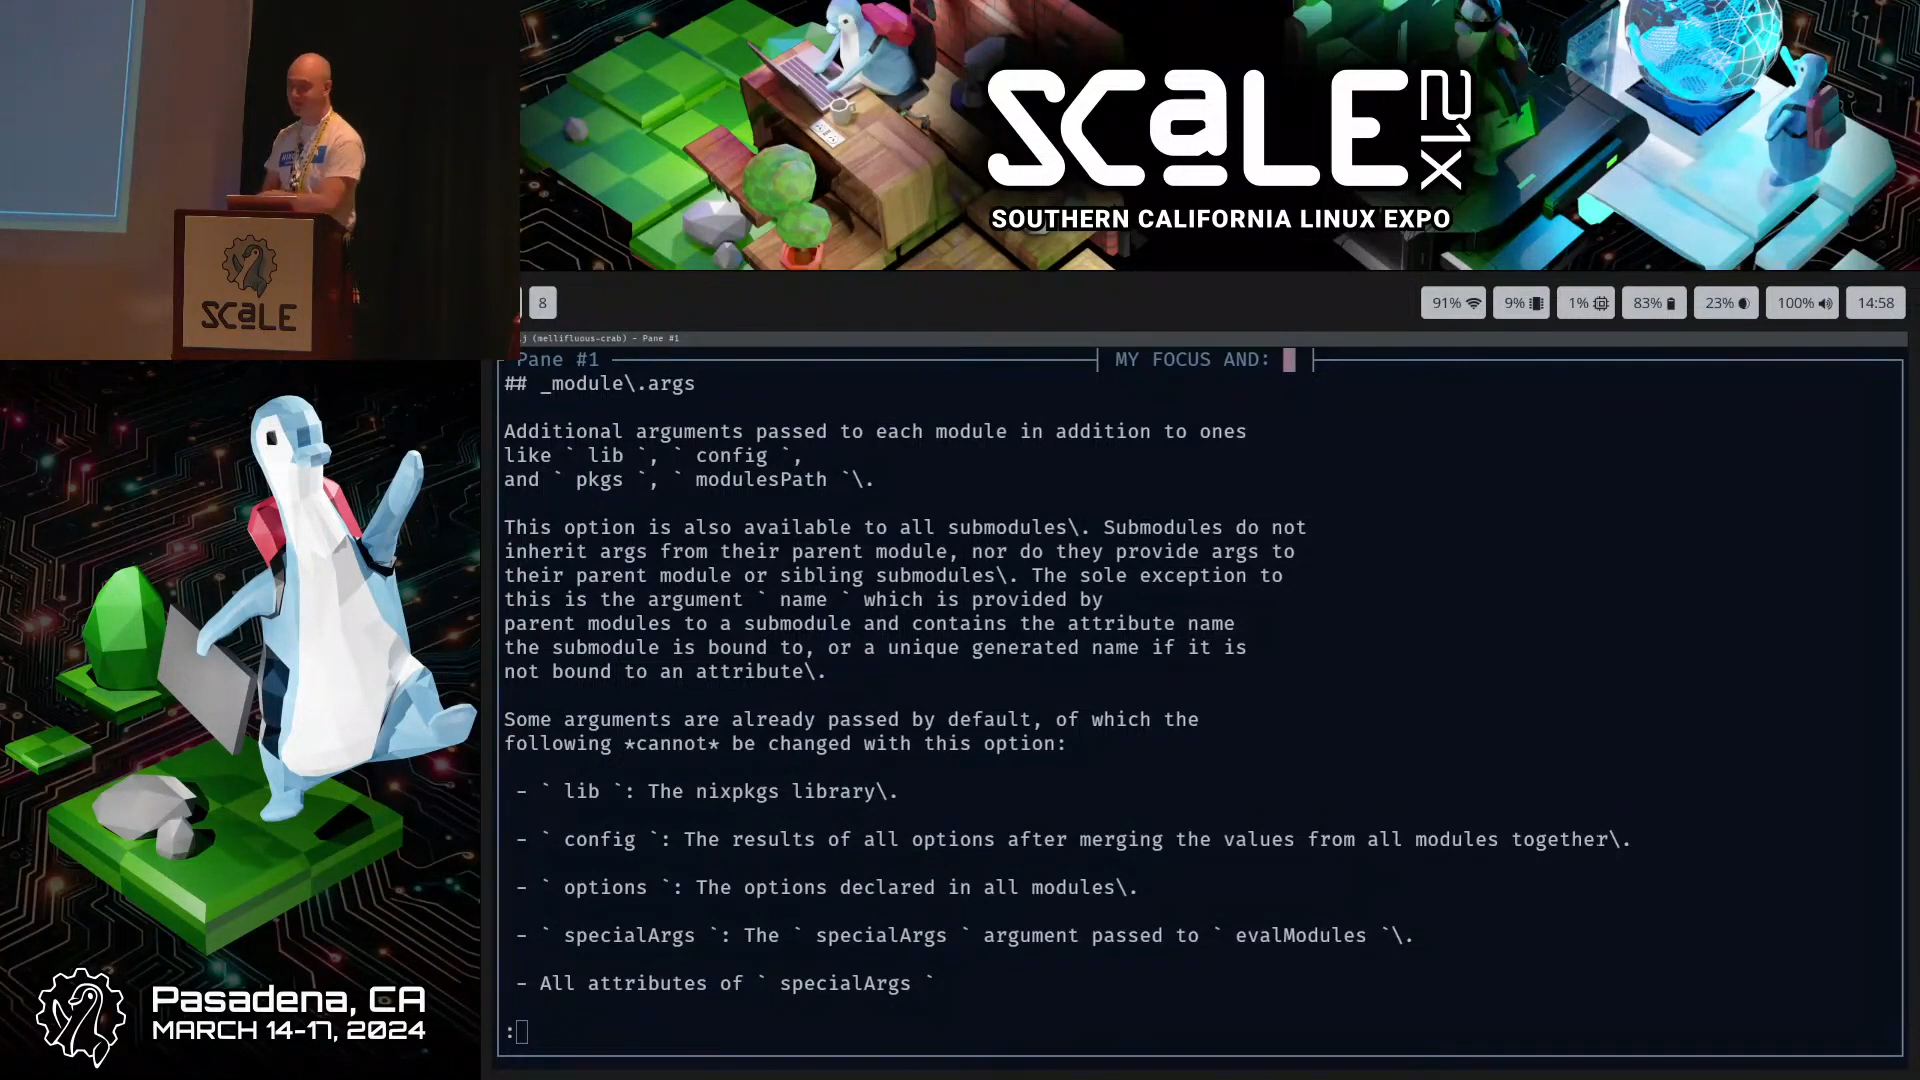 SCaLE 21X
SOUTHERN CALIFORNIA LINUX EXPO
SCaLE
8
91%
9%
1%
83%
23%
100%
14:58
j (mellifluous-crab) - Pane #1
Pane #1
MY FOCUS AND:
## _module\.args
Additional arguments passed to each module in addition to ones
like ` lib `, ` config `,
and ` pkgs `, ` modulesPath `\.
This option is also available to all submodules\. Submodules do not
inherit args from their parent module, nor do they provide args to
their parent module or sibling submodules\. The sole exception to
this is the argument ` name ` which is provided by
parent modules to a submodule and contains the attribute name
the submodule is bound to, or a unique generated name if it is
not bound to an attribute\.
Some arguments are already passed by default, of which the
following *cannot* be changed with this option:
- ` lib `: The nixpkgs library\.
- ` config `: The results of all options after merging the values from all modules together\.
- ` options `: The options declared in all modules\.
- ` specialArgs `: The ` specialArgs ` argument passed to ` evalModules `\.
- All attributes of ` specialArgs `
:
Pasadena, CA
MARCH 14-17, 2024